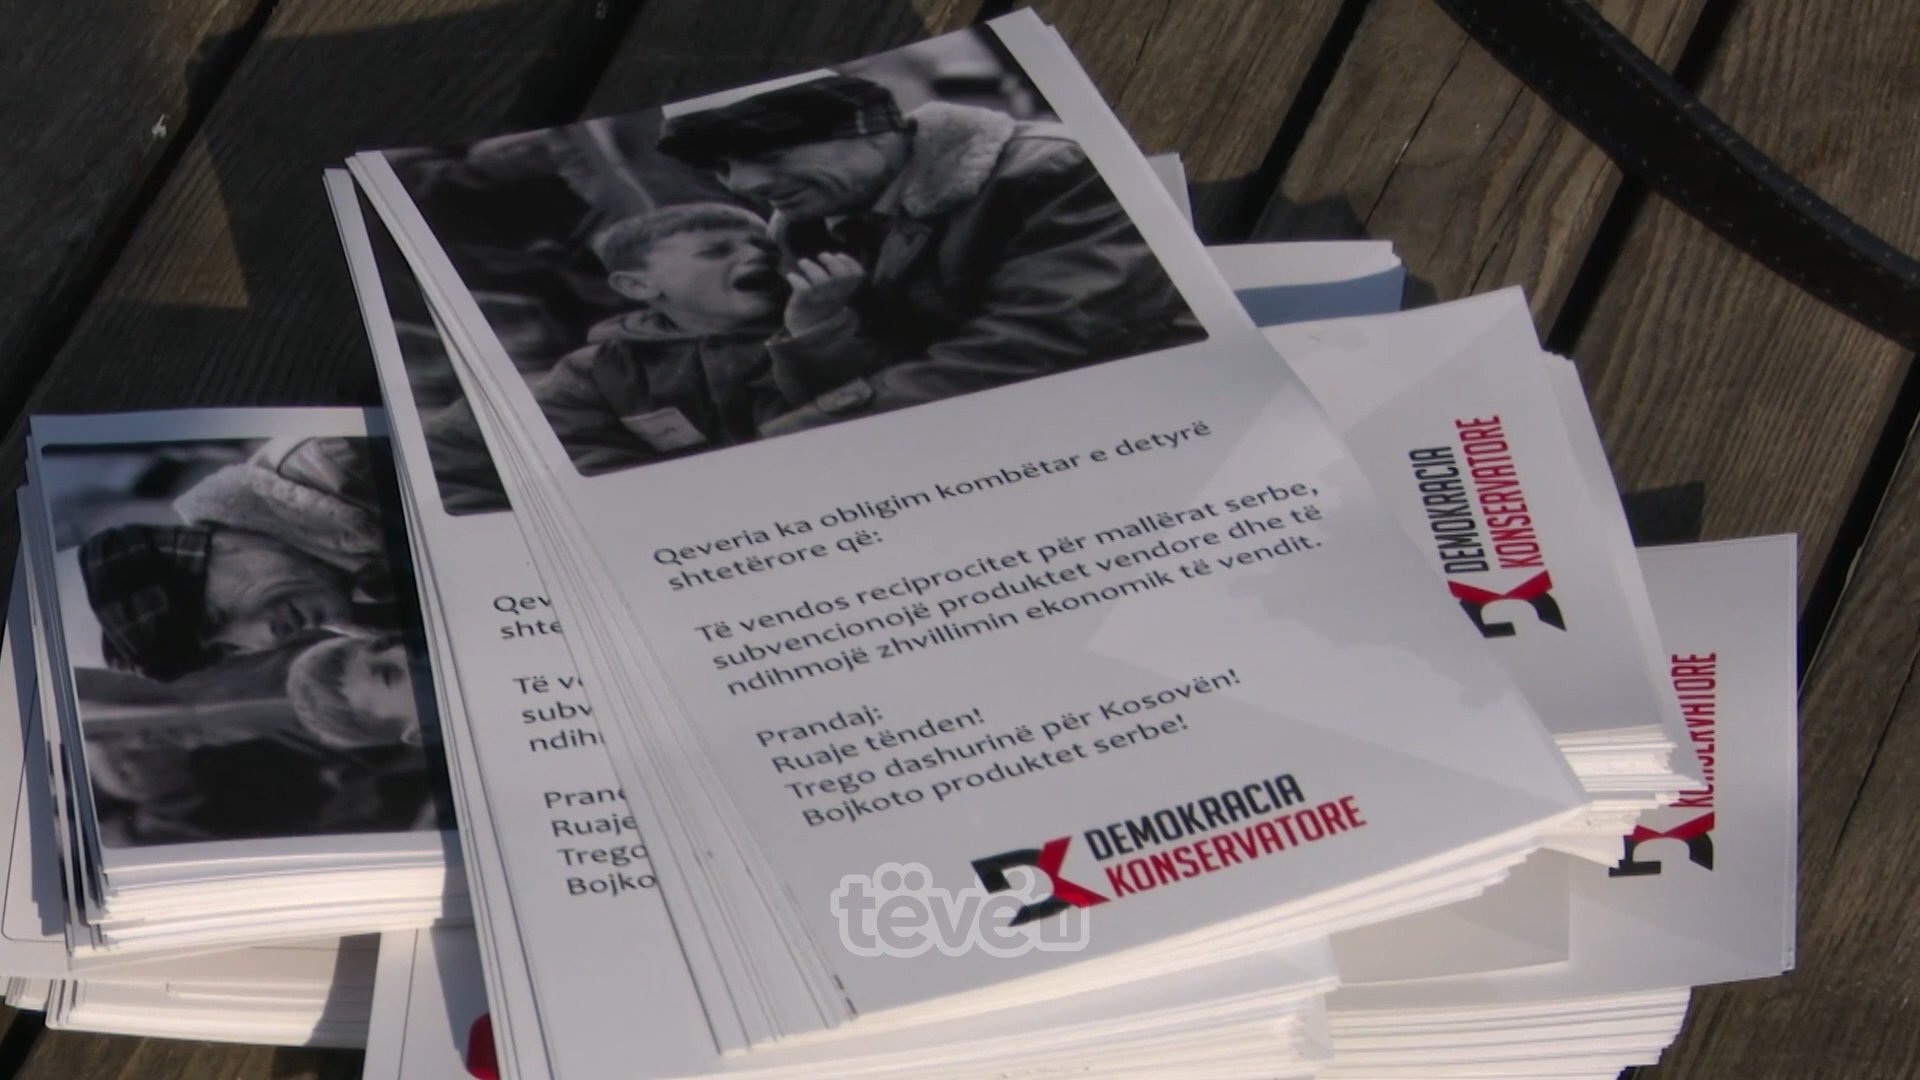 Qeveria ka obligim kombëtar e detyrë
shtetërore që:
Të vendos reciprocitet për mallërat serbe,
subvencionojë produktet vendore dhe të
ndihmojë zhvillimin ekonomik të vendit.
Prandaj:
Ruaje tënden!
Trego dashurinë për Kosovën!
Bojkoto produktet serbe!
DEMOKRACIA
KONSERVATORE
Qev
shte
Të v
subv
ndih
Pran
Ruaje
Trego
Bojko
DEMOKRACIA
KONSERVATORE
KONSERVATORE
tëvë1